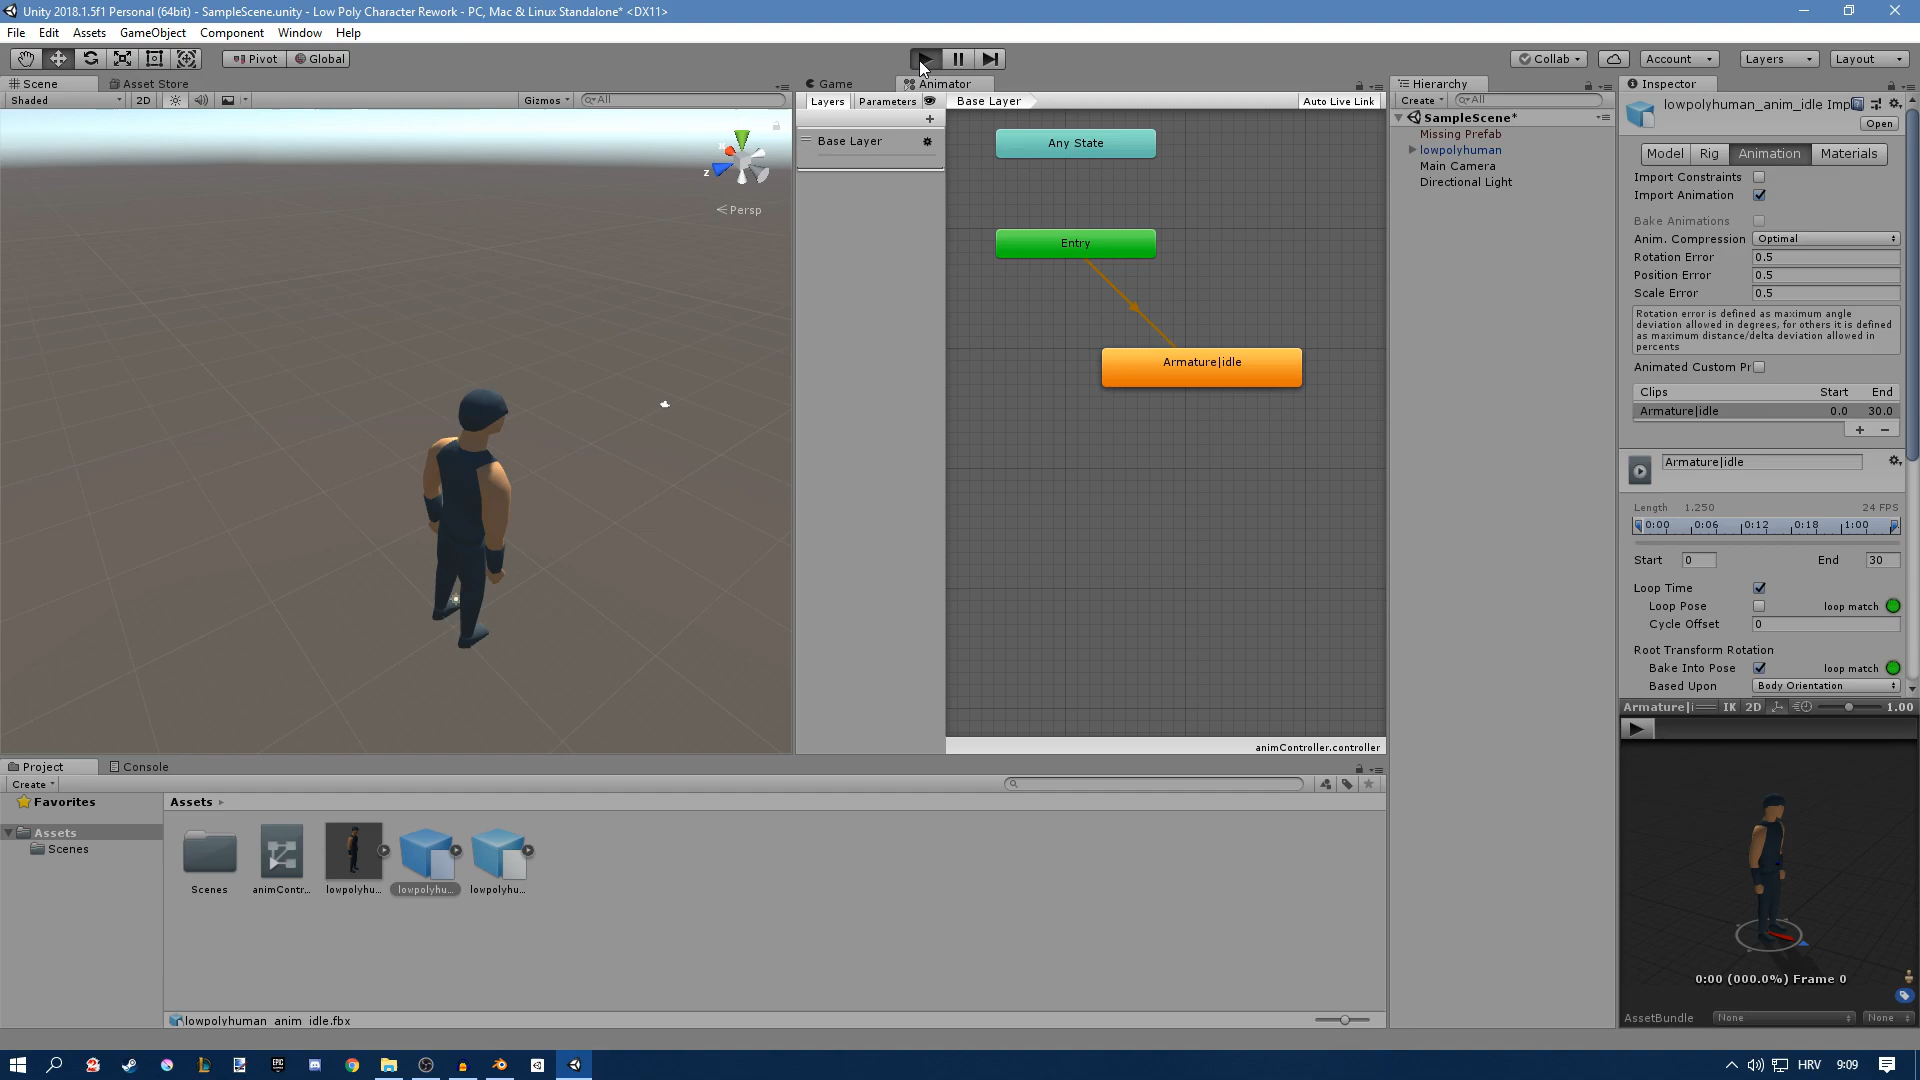 Unity 2018.1.5f1 Personal (64bit) - SampleScene.unity - Low Poly Character Rework - PC, Mac & Linux Standalone* <DX11>
File Edit Assets GameObject Component Window Help
Pivot Global Collab Account Layers Layout
Scene Asset Store Game Animator Hierarchy Inspector
Shaded 2D Gizmos All
Layers Parameters Base Layer Auto Live Link
Create All
Base Layer
Any State
Entry
Armature|idle
animController.controller
z
Persp
SampleScene*
Missing Prefab
lowpolyhuman
Main Camera
Directional Light
lowpolyhuman_anim_idle Imp
Open
Model Rig Animation Materials
Import Constraints
Import Animation
Bake Animations
Anim. Compression Optimal
Rotation Error 0.5
Position Error 0.5
Scale Error 0.5
Rotation error is defined as maximum angle
deviation allowed in degrees, for others it is defined
as maximum distance/delta deviation allowed in
percents
Animated Custom Pr
Clips Start End
Armature|idle 0.0 30.0
Armature|idle
Length 1.250 24 FPS
0:00 0:06 0:12 0:18 1:00
Start 0 End 30
Loop Time
Loop Pose loop match
Cycle Offset 0
Root Transform Rotation
Bake Into Pose loop match
Based Upon Body Orientation
Armature|i IK 2D 1.00
0:00 (000.0%) Frame 0
AssetBundle None None
Project Console
Create
Favorites
Assets
Scenes
Assets
Scenes animContr... lowpolyhu... lowpolyhu... lowpolyhu...
lowpolyhuman_anim_idle.fbx
HRV 9:09